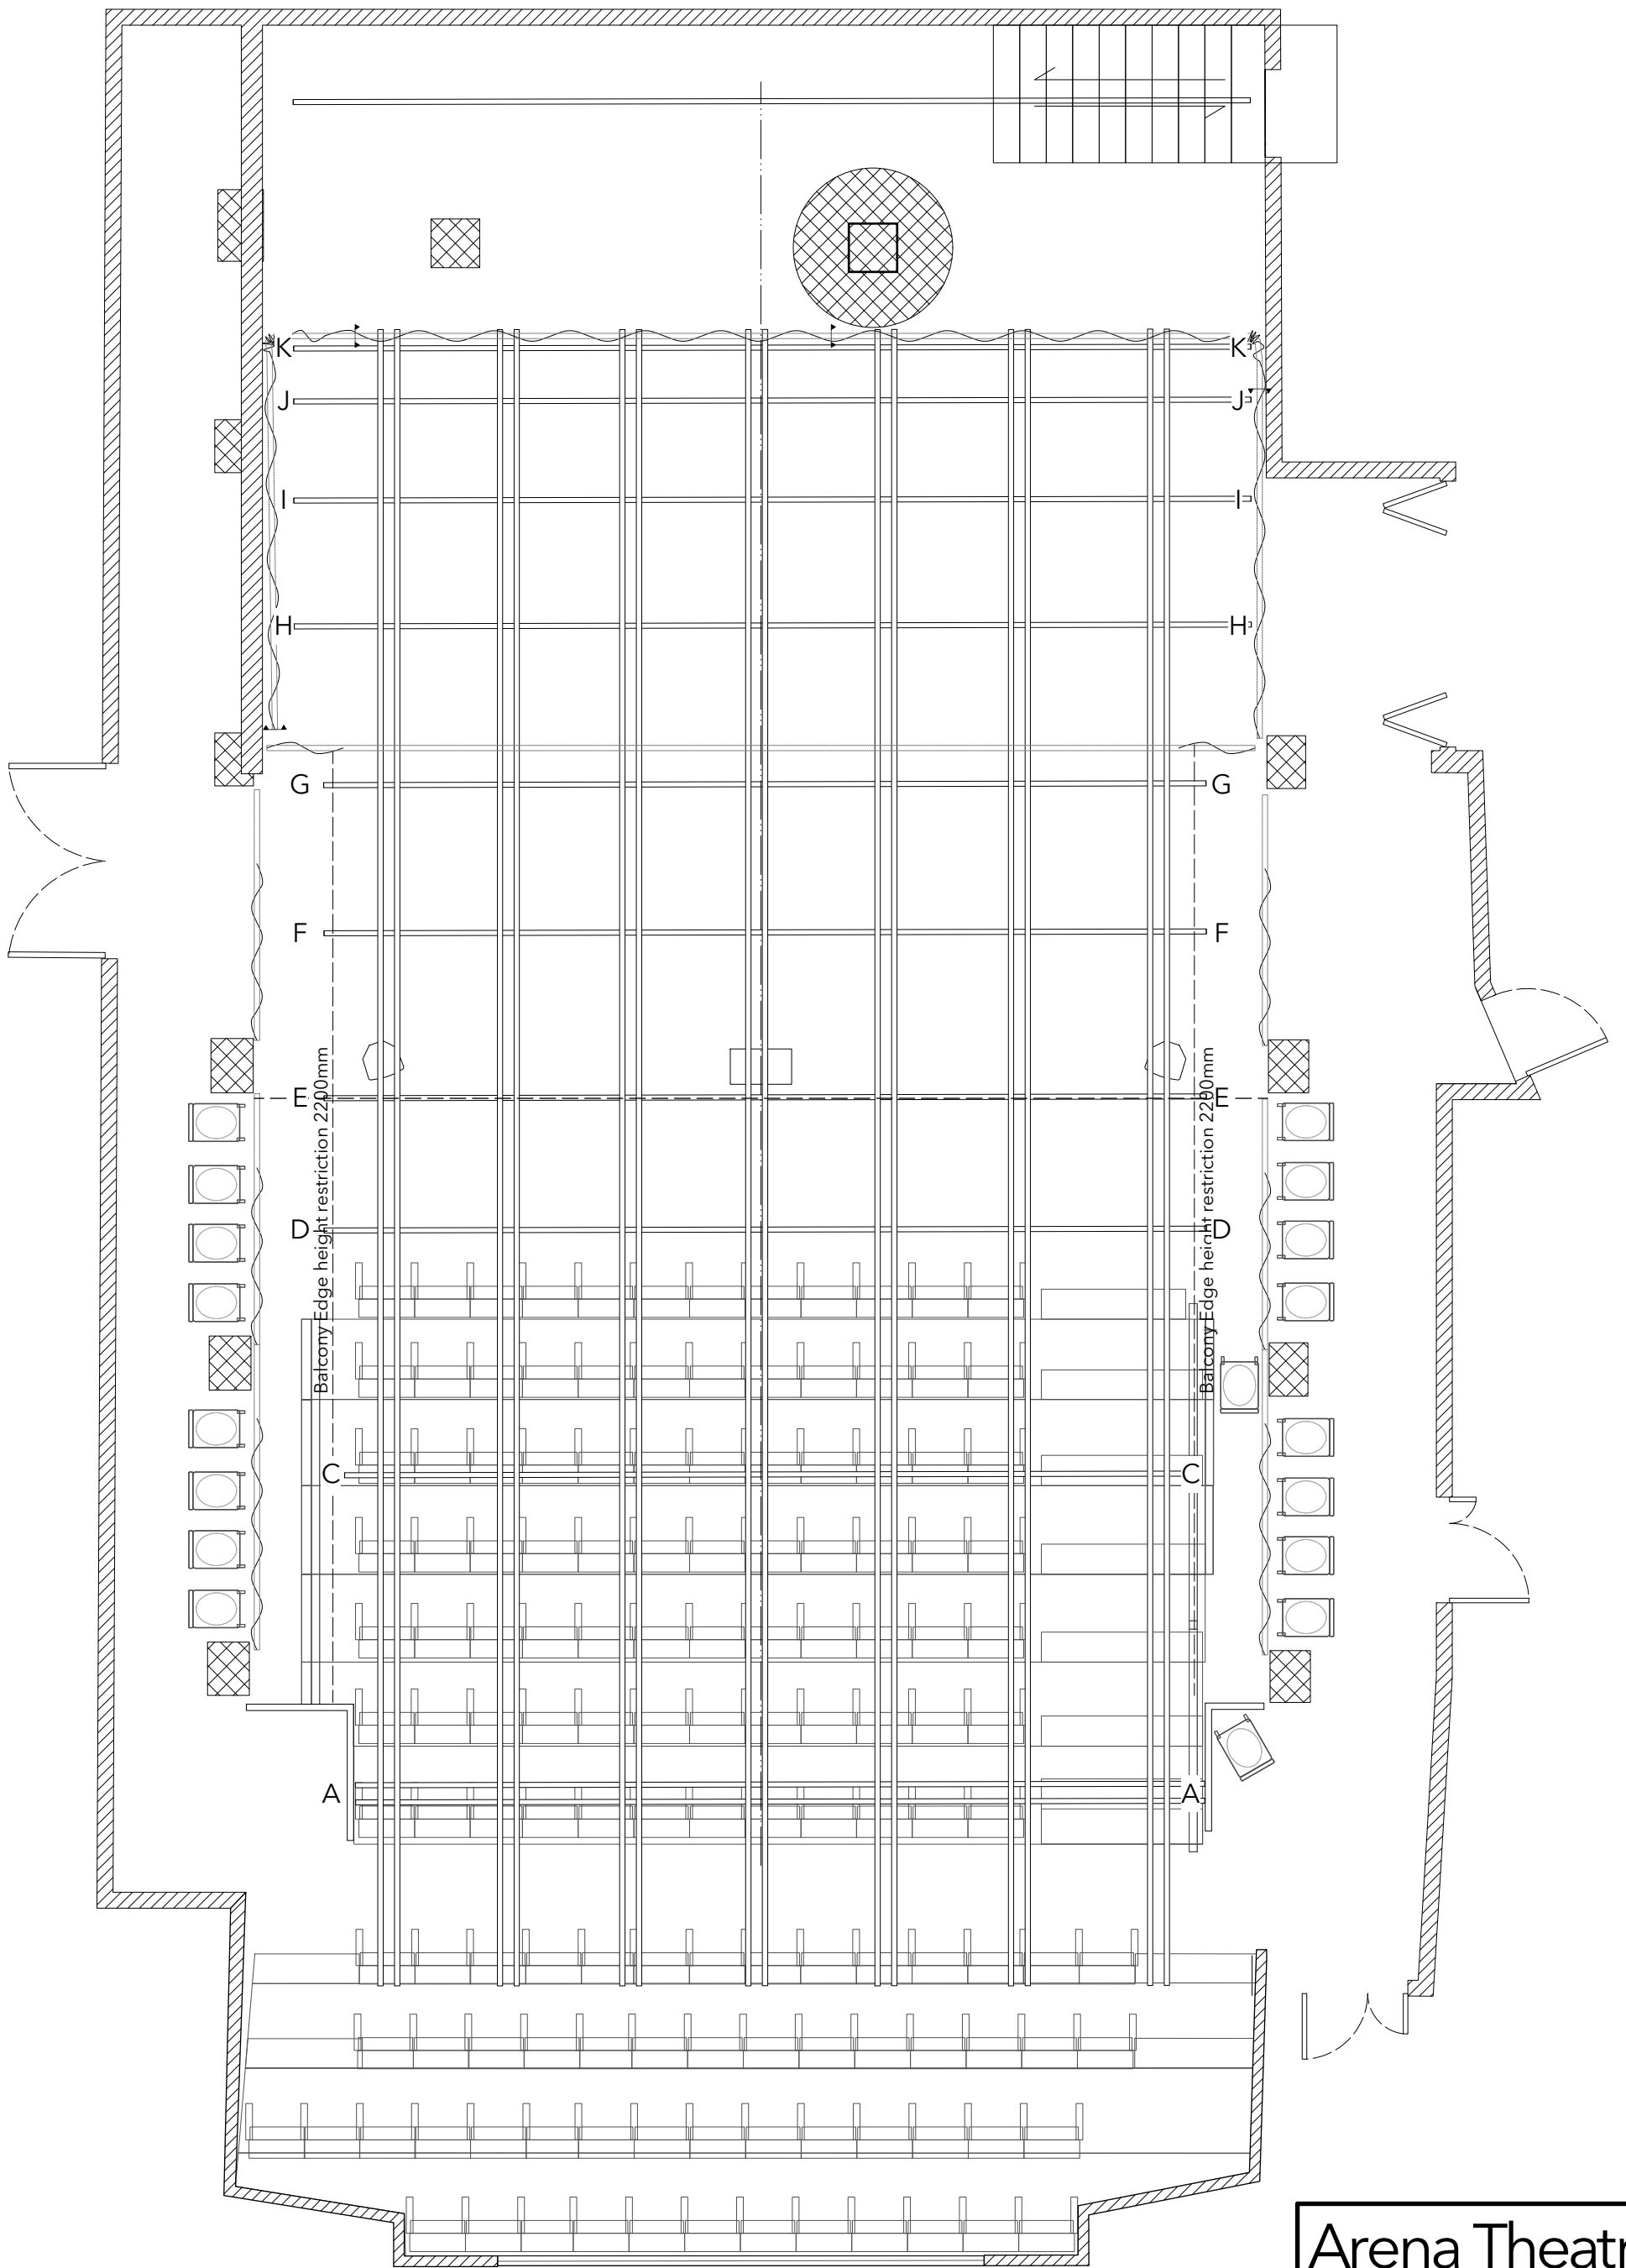 K K
J J
I I
H H
G G
F F
E E
Balcony Edge height restriction 2200mm
Balcony Edge height restriction 2200mm
D D
C C
A A
Arena Theatr